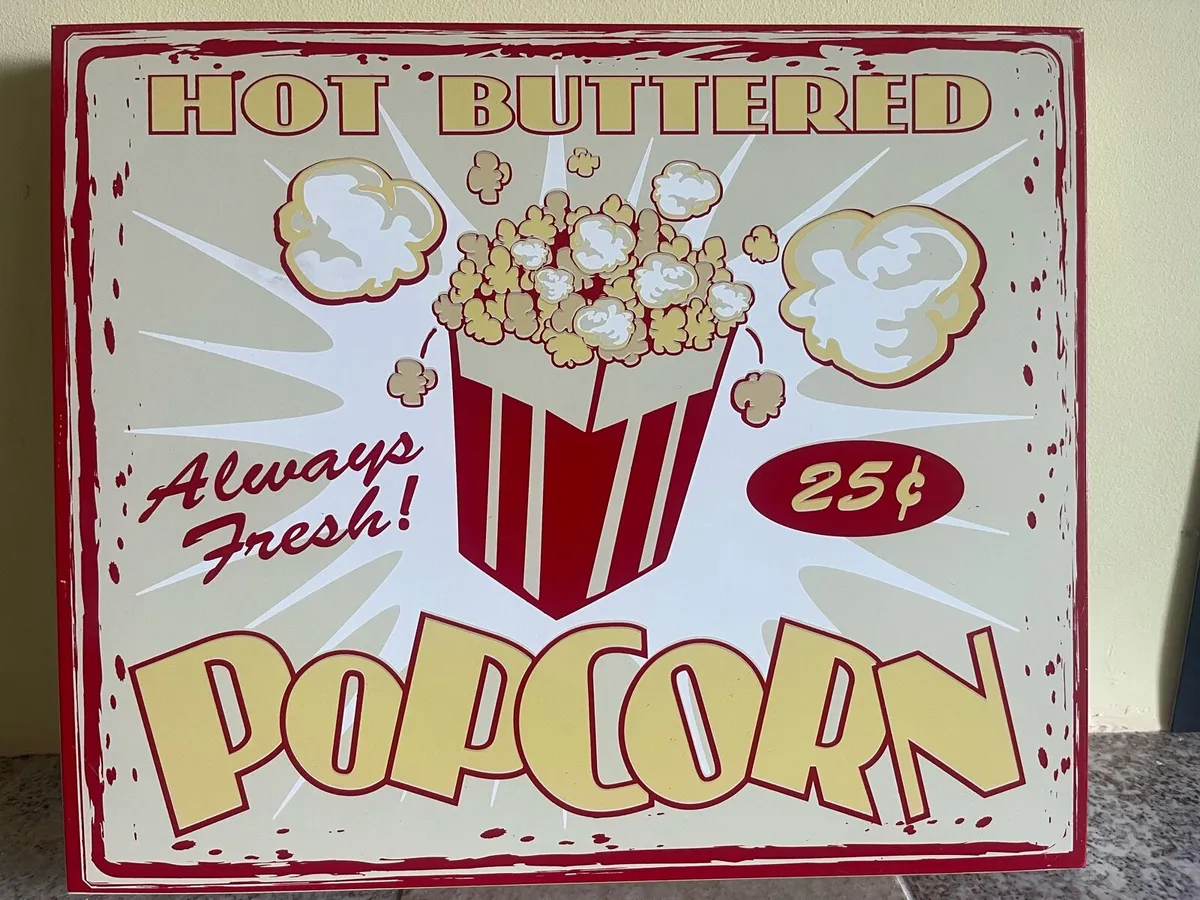 HOT BUTTERED
Always
Fresh!
25¢
POPCORN